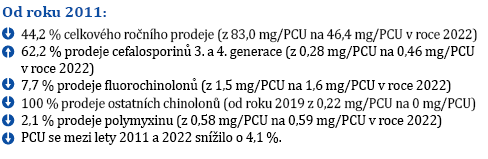 Od roku 2011:
44,2 % celkového ročního prodeje (z 83,0 mg/PCU na 46,4 mg/PCU v roce 2022)
62,2 % prodeje cefalosporinů 3. a 4. generace (z 0,28 mg/PCU na 0,46 mg/PCU
v roce 2022)
7,7 % prodeje fluorochinolonů (z 1,5 mg/PCU na 1,6 mg/PCU v roce 2022)
100 % prodeje ostatních chinolonů (od roku 2019 z 0,22 mg/PCU na 0 mg/PCU)
2,1 % prodeje polymyxinu (z 0,58 mg/PCU na 0,59 mg/PCU v roce 2022)
PCU se mezi lety 2011 a 2022 snížilo o 4,1 %.